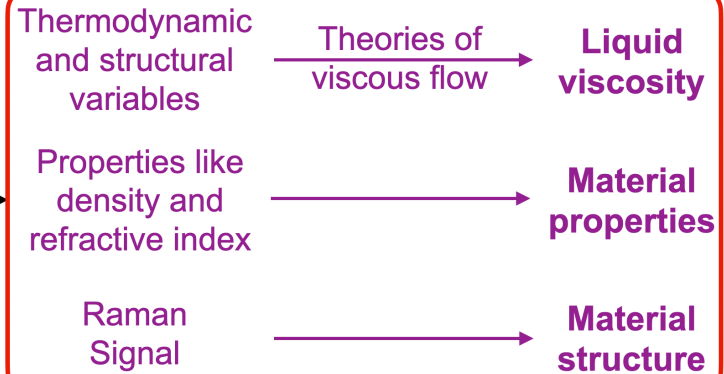 Thermodynamic
and structural
variables
Theories of
viscous flow
Liquid
viscosity
Properties like
density and
refractive index
Material
properties
Raman
Signal
Material
structure